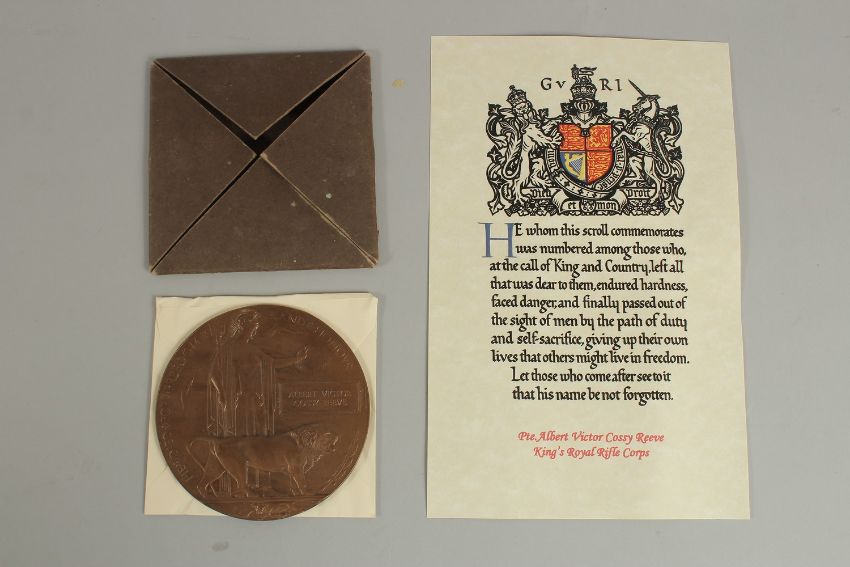 GV RI
Dieu et mon Droit
HE whom this scroll commemorates
was numbered among those who,
at the call of King and Country, left all
that was dear to them, endured hardness,
faced danger, and finally passed out of
the sight of men by the path of duty
and self-sacrifice, giving up their own
lives that others might live in freedom.
Let those who come after see to it
that his name be not forgotten.
Pte. Albert Victor Cossy Reeve
King's Royal Rifle Corps
ALBERT VICTOR
COSSY REEVE